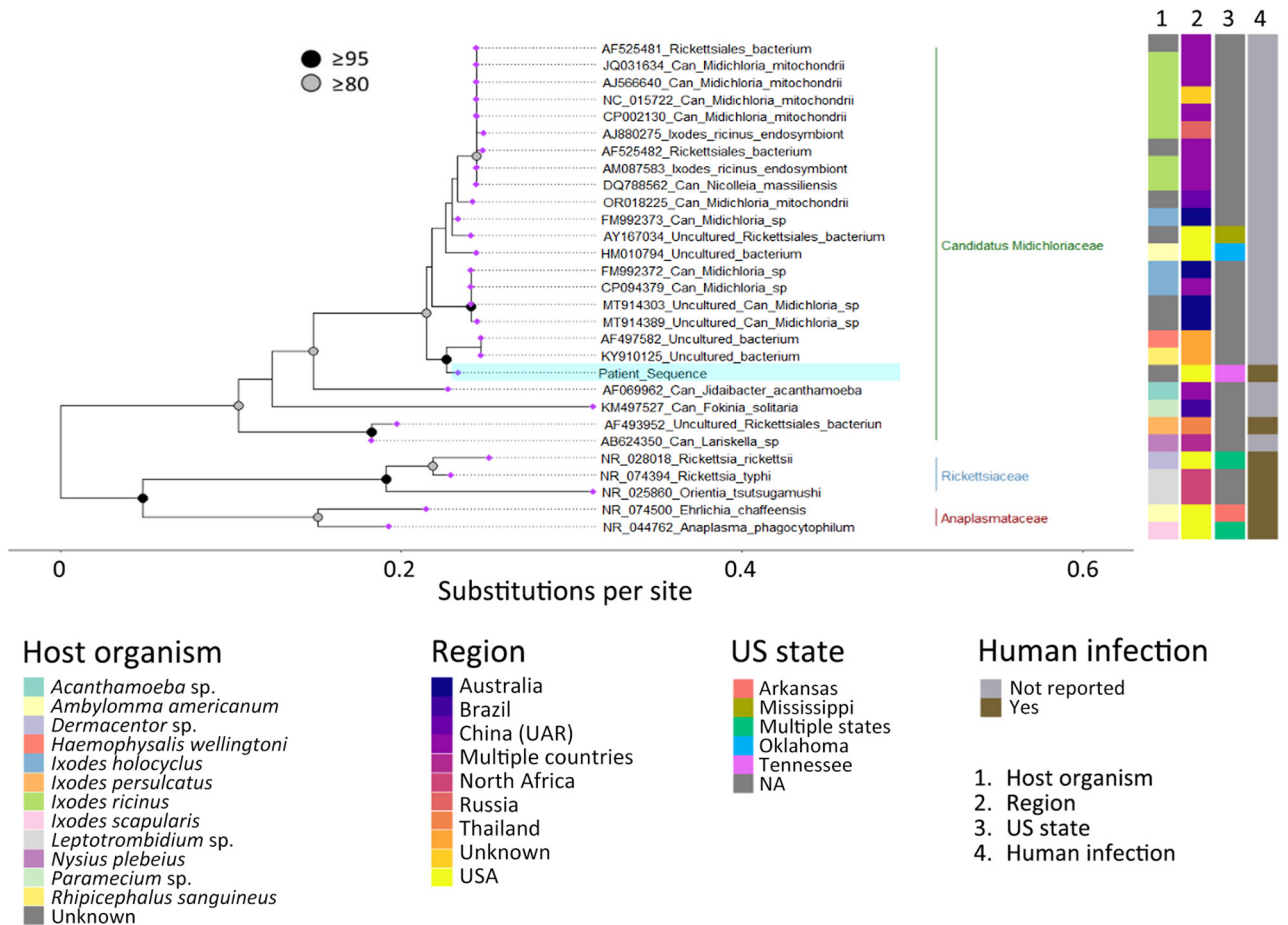 1 2 3 4
≥95
≥80
AF525481_Rickettsiales_bacterium
JQ031634_Can_Midichloria_mitochondrii
AJ566640_Can_Midichloria_mitochondrii
NC_015722_Can_Midichloria_mitochondrii
CP002130_Can_Midichloria_mitochondrii
AJ880275_Ixodes_ricinus_endosymbiont
AF525482_Rickettsiales_bacterium
AM087583_Ixodes_ricinus_endosymbiont
DQ788562_Can_Nicolleia_massiliensis
OR018225_Can_Midichloria_mitochondrii
FM992373_Can_Midichloria_sp
AY167034_Uncultured_Rickettsiales_bacterium
HM010794_Uncultured_bacterium
FM992372_Can_Midichloria_sp
CP094379_Can_Midichloria_sp
MT914303_Uncultured_Can_Midichloria_sp
MT914389_Uncultured_Can_Midichloria_sp
AF497582_Uncultured_bacterium
KY910125_Uncultured_bacterium
Patient_Sequence
AF069962_Can_Jidaibacter_acanthamoeba
KM497527_Can_Fokinia_solitaria
AF493952_Uncultured_Rickettsiales_bacteriun
AB624350_Can_Lariskella_sp
NR_028018_Rickettsia_rickettsii
NR_074394_Rickettsia_typhi
NR_025860_Orientia_tsutsugamushi
NR_074500_Ehrlichia_chaffeensis
NR_044762_Anaplasma_phagocytophilum
Candidatus Midichloriaceae
Rickettsiaceae
Anaplasmataceae
0 0.2 0.4 0.6
Substitutions per site
Host organism
Acanthamoeba sp.
Ambylomma americanum
Dermacentor sp.
Haemophysalis wellingtoni
Ixodes holocyclus
Ixodes persulcatus
Ixodes ricinus
Ixodes scapularis
Leptotrombidium sp.
Nysius plebeius
Paramecium sp.
Rhipicephalus sanguineus
Unknown
Region
Australia
Brazil
China (UAR)
Multiple countries
North Africa
Russia
Thailand
Unknown
USA
US state
Arkansas
Mississippi
Multiple states
Oklahoma
Tennessee
NA
Human infection
Not reported
Yes
1. Host organism
2. Region
3. US state
4. Human infection